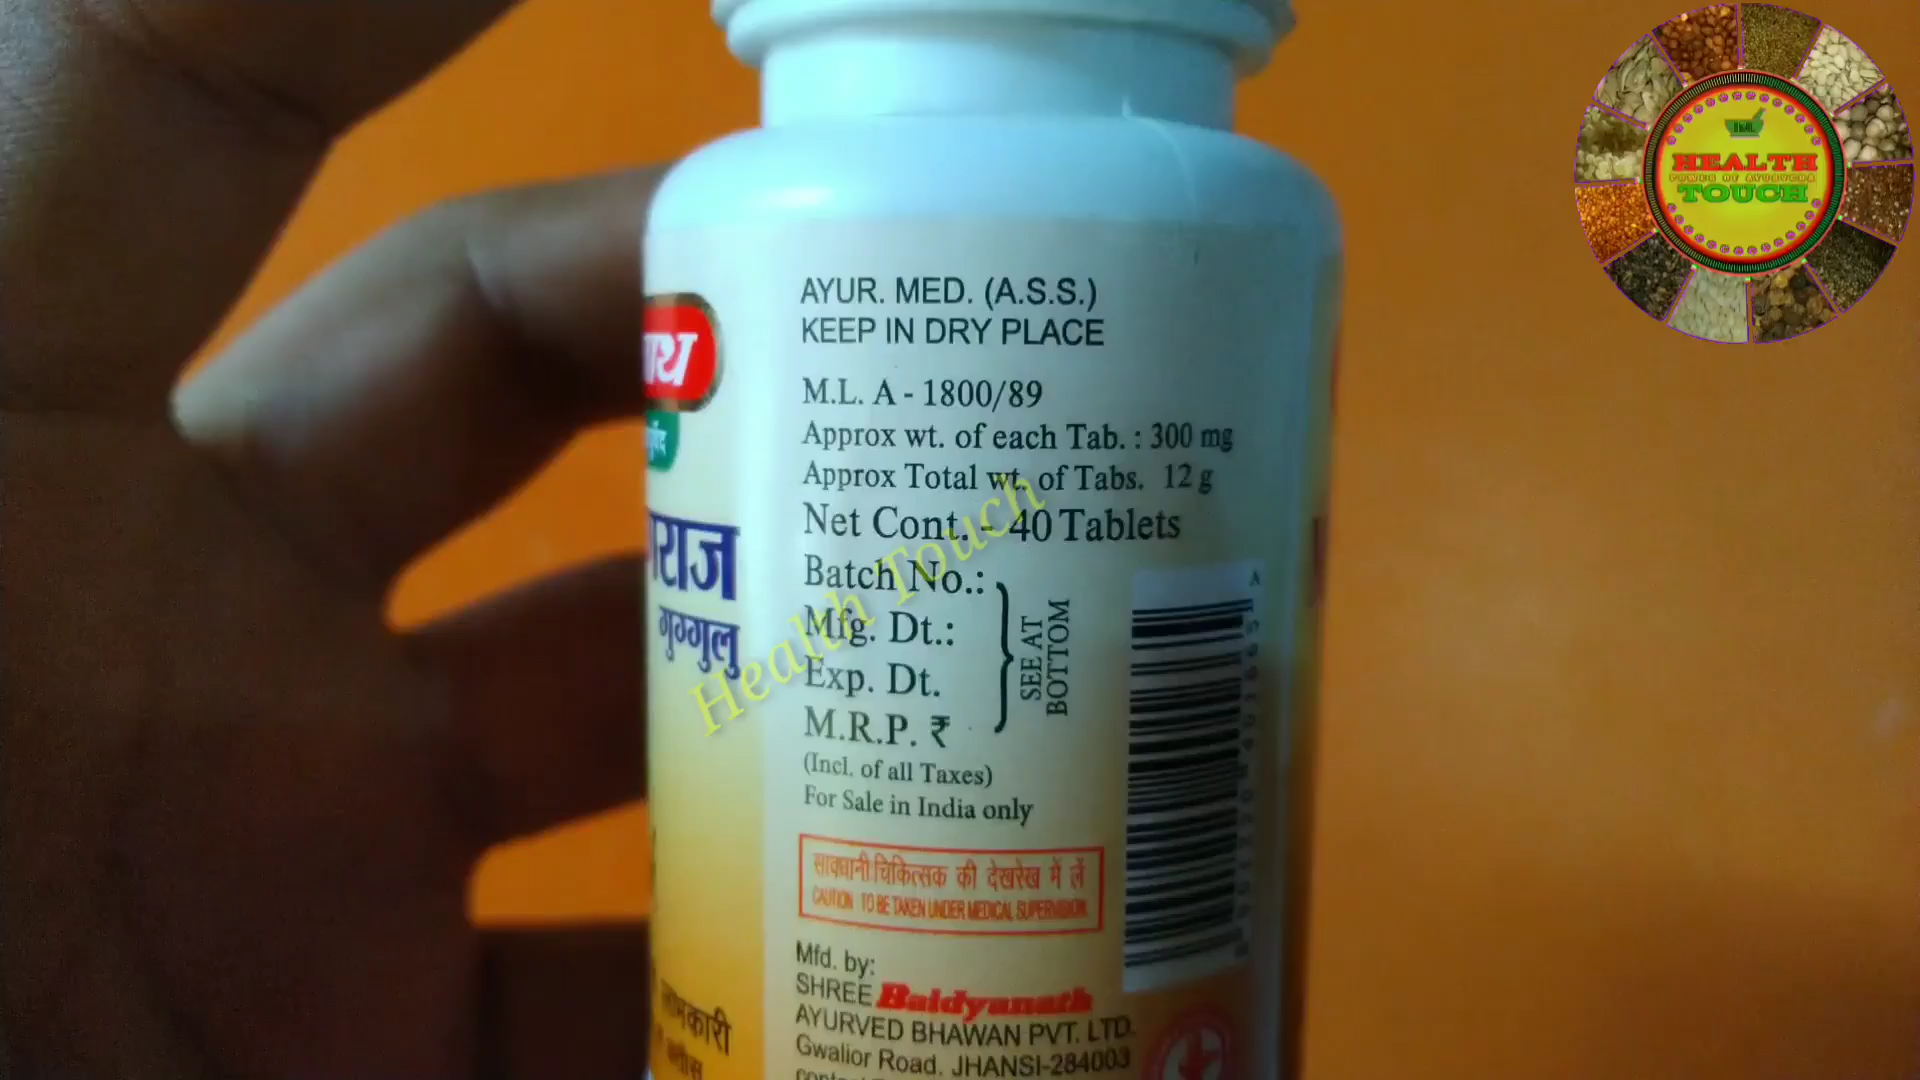 HEALTH
POWER OF AYURVEDA
TOUCH
AYUR. MED. (A.S.S.)
KEEP IN DRY PLACE
M.L. A - 1800/89
Approx wt. of each Tab. : 300 mg
Approx Total wt. of Tabs. 12 g
Net Cont. - 40 Tablets
Batch No.:
Mfg. Dt.:
Exp. Dt.
M.R.P. ₹
SEE AT
BOTTOM
(Incl. of all Taxes)
For Sale in India only
सावधानी चिकित्सक की देखरेख में लें
CAUTION TO BE TAKEN UNDER MEDICAL SUPERVISION
Mfd. by:
SHREE Baidyanath
AYURVED BHAWAN PVT. LTD.
Gwalior Road, JHANSI-284003
गुग्गुलु
Health Touch